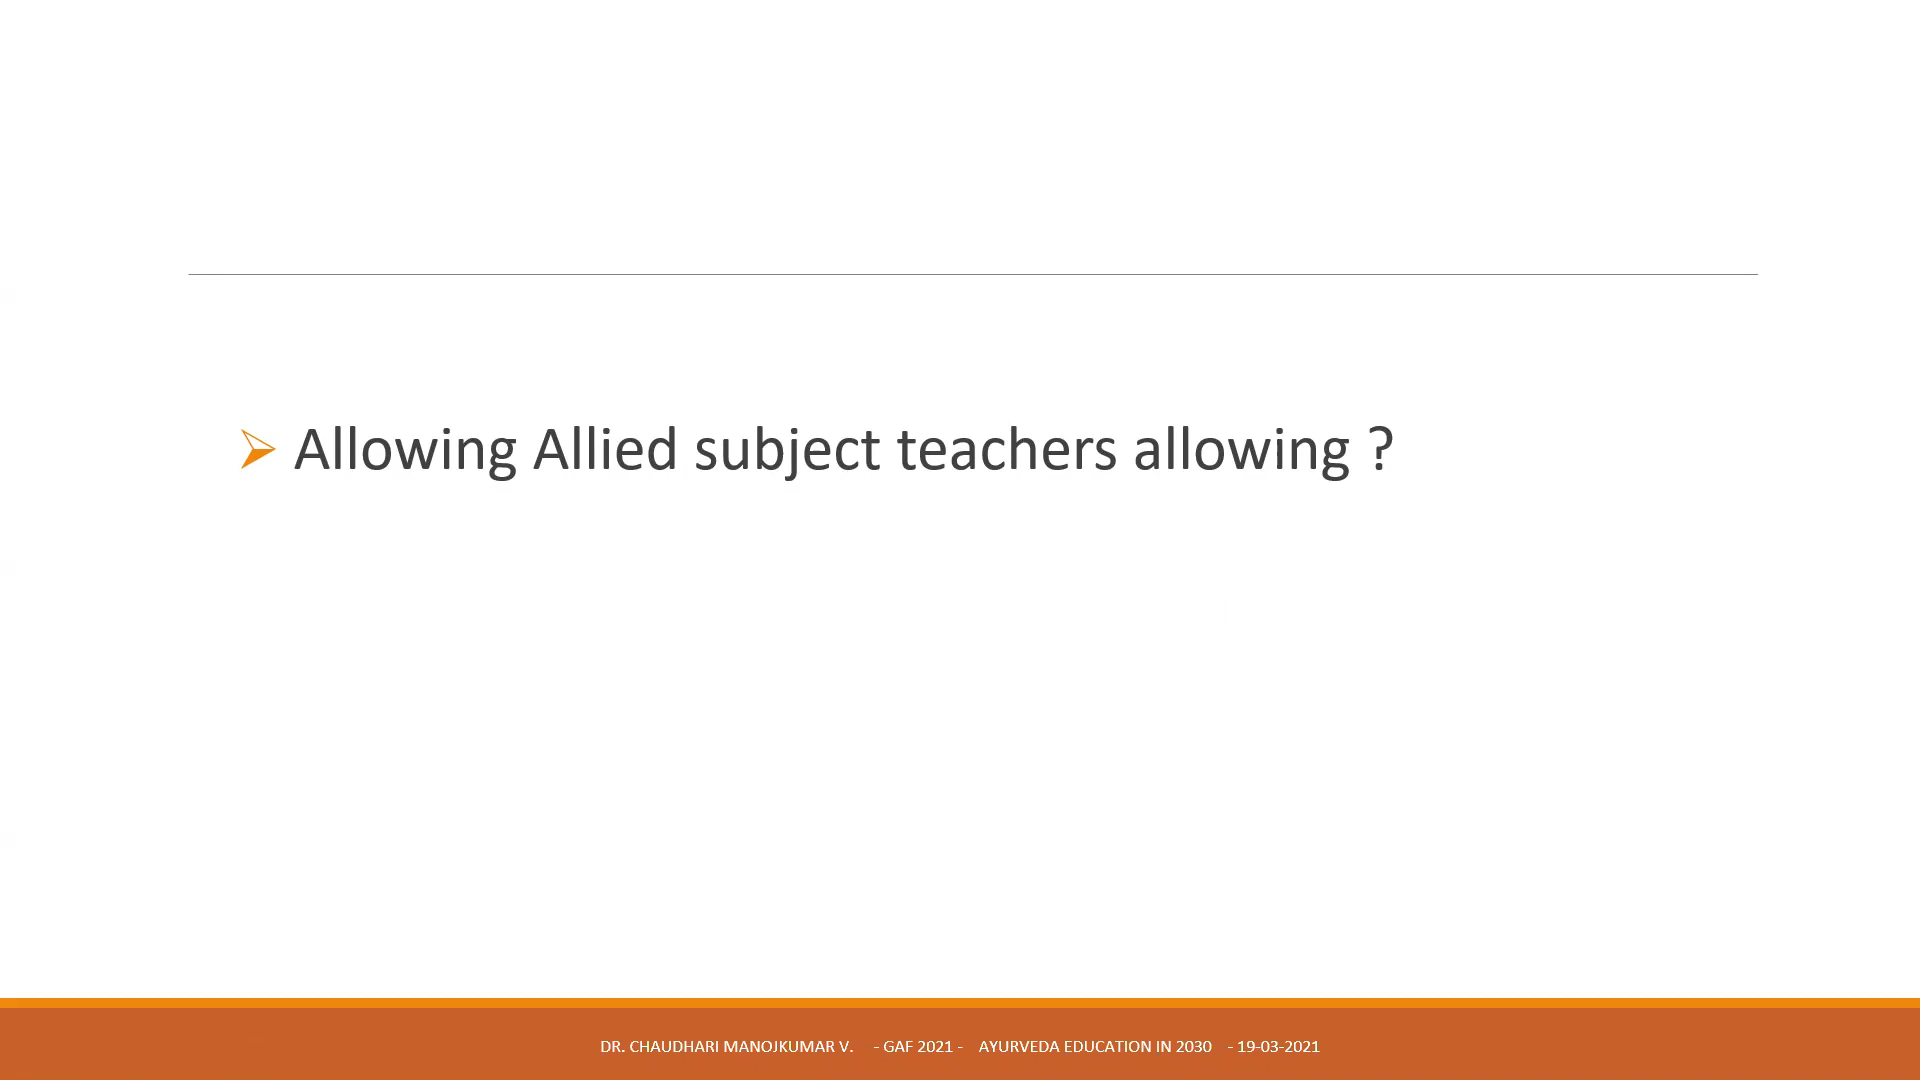 Allowing Allied subject teachers allowing ?
DR. CHAUDHARI MANOJKUMAR V. - GAF 2021 - AYURVEDA EDUCATION IN 2030 - 19-03-2021